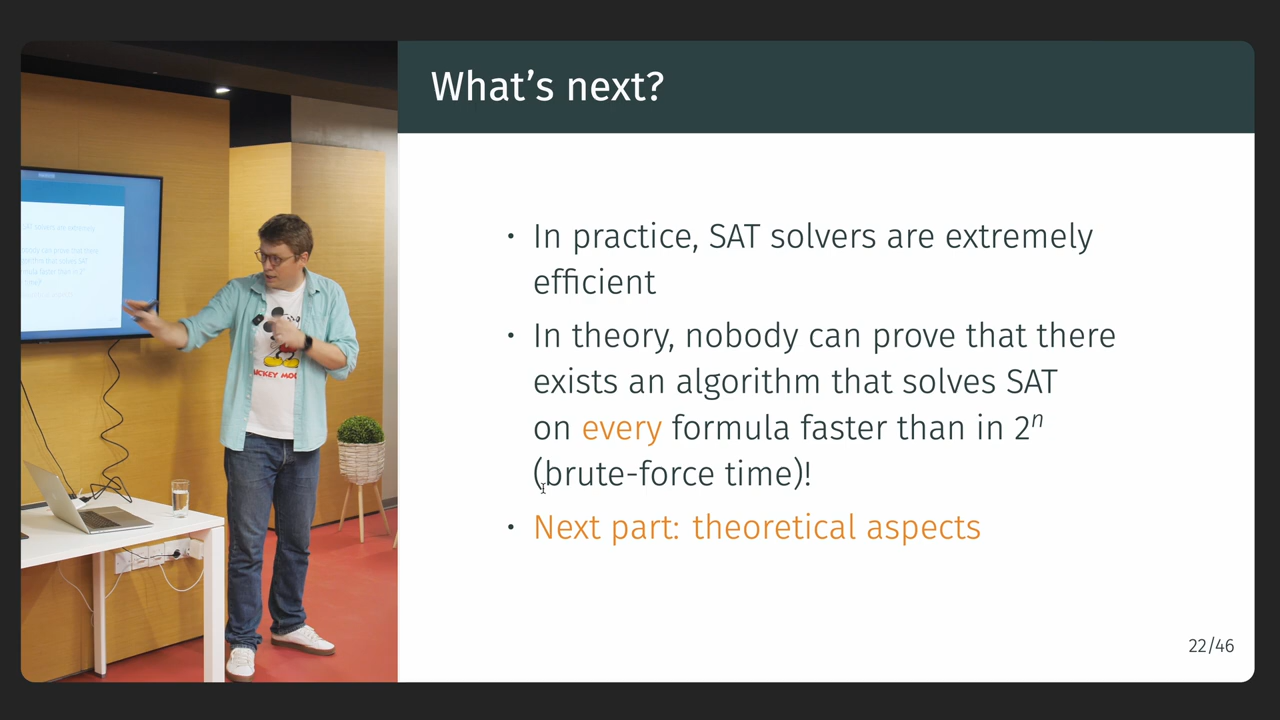 What's next?
• In practice, SAT solvers are extremely
efficient
• In theory, nobody can prove that there
exists an algorithm that solves SAT
on every formula faster than in 2ⁿ
(brute-force time)!
• Next part: theoretical aspects
22/46
MICKEY MO